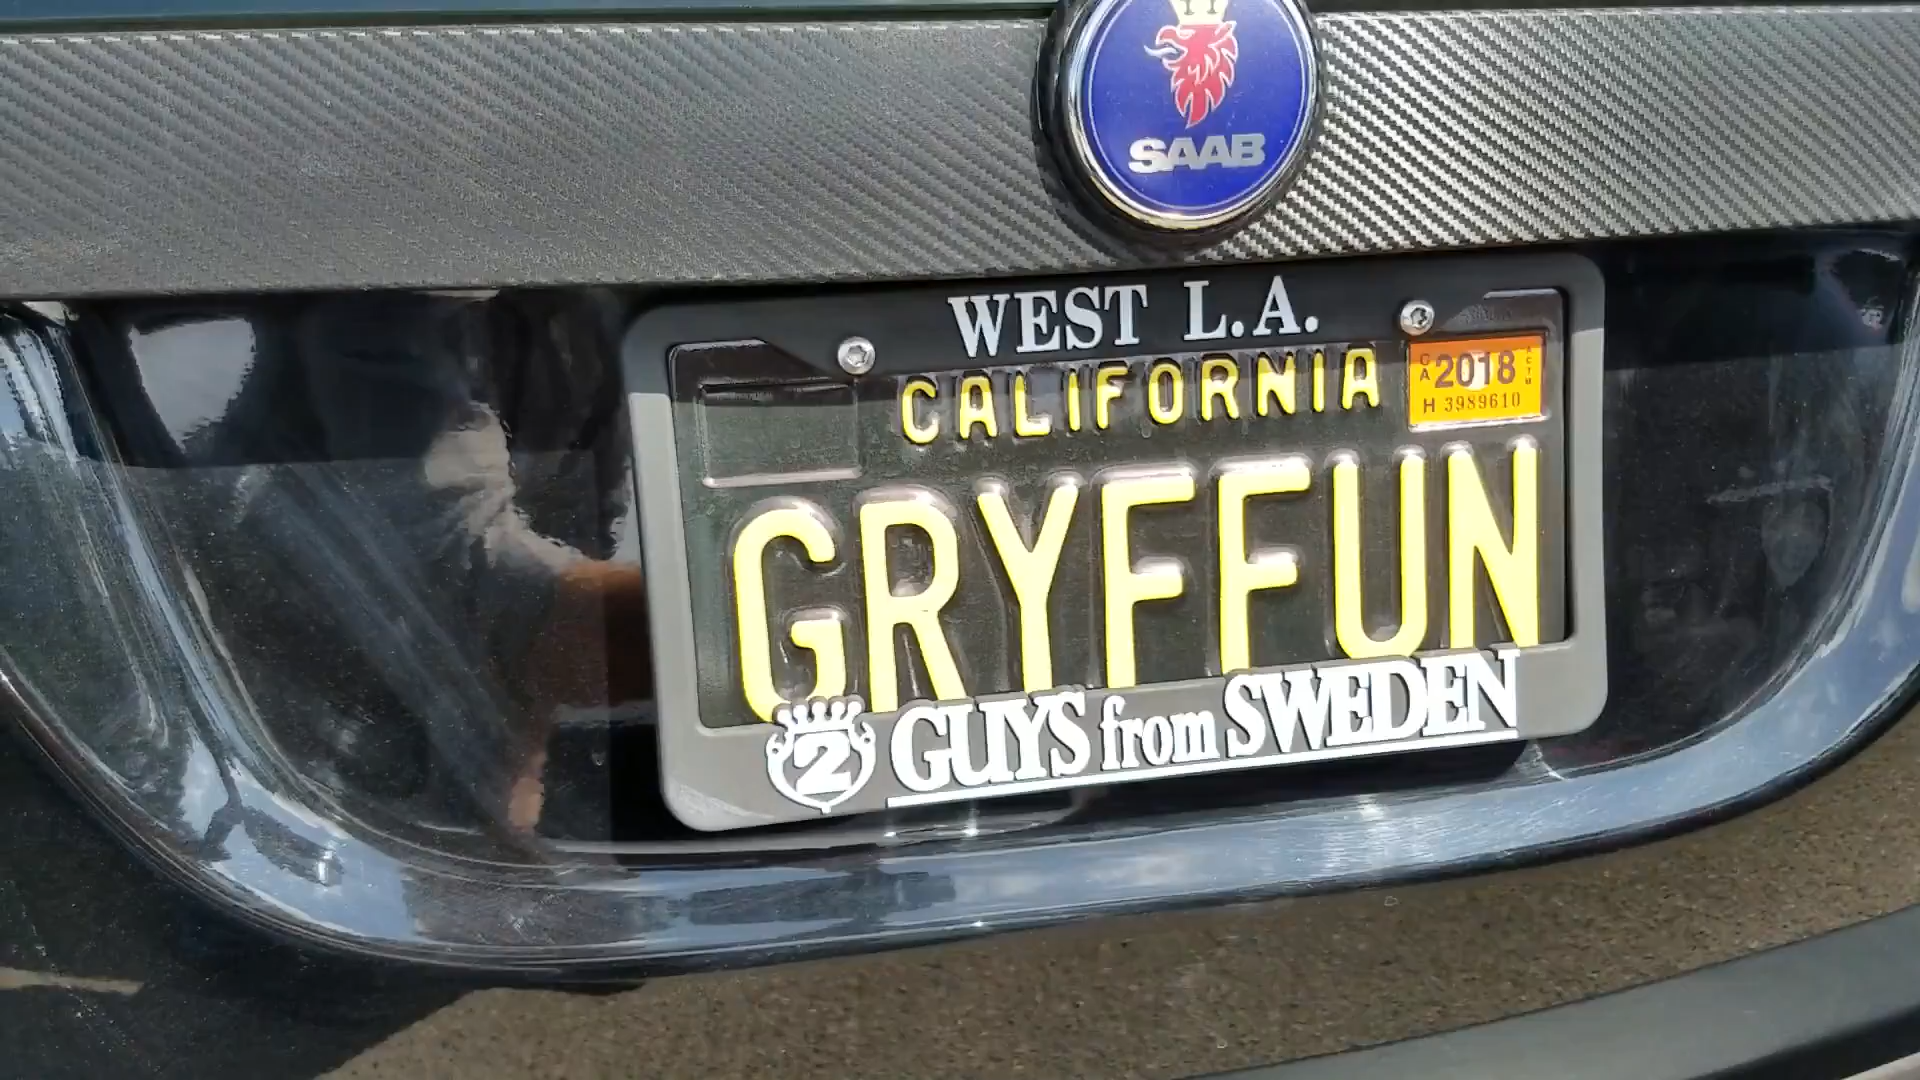 SAAB
WEST L.A.
CALIFORNIA
CA 2018
H 3989610
GRYFFUN
2 GUYS from SWEDEN